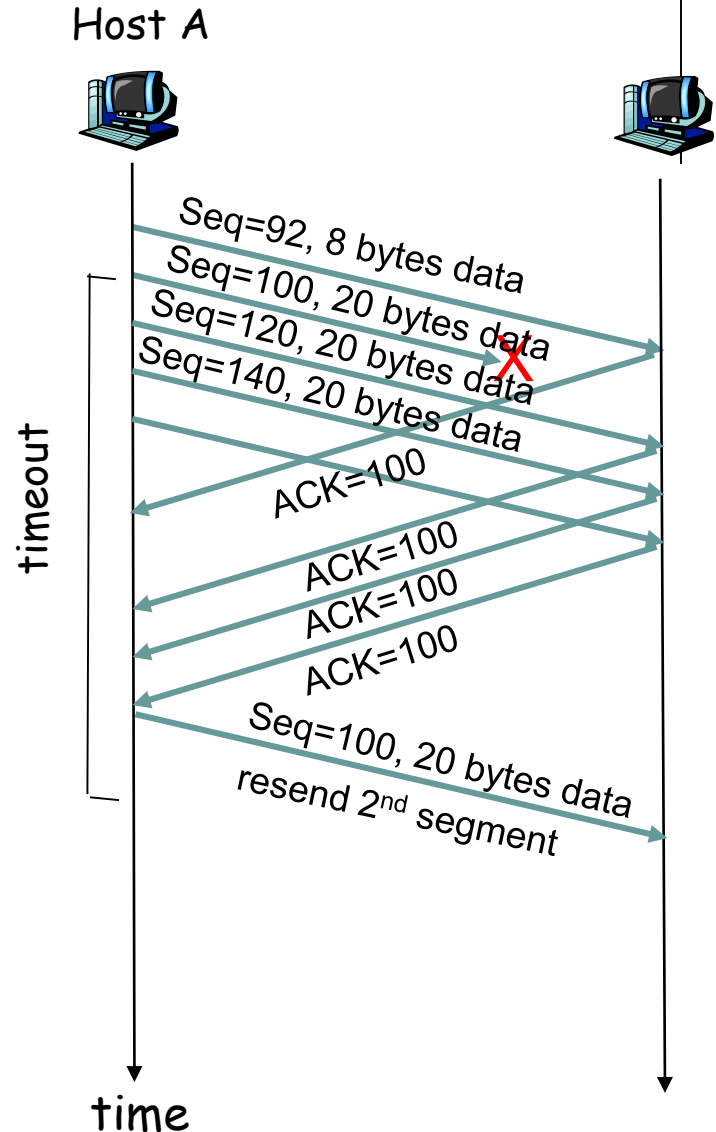 Host A
Seq=92, 8 bytes data
Seq=100, 20 bytes data
X
Seq=120, 20 bytes data
Seq=140, 20 bytes data
timeout
ACK=100
ACK=100
ACK=100
ACK=100
Seq=100, 20 bytes data
resend 2nd segment
time